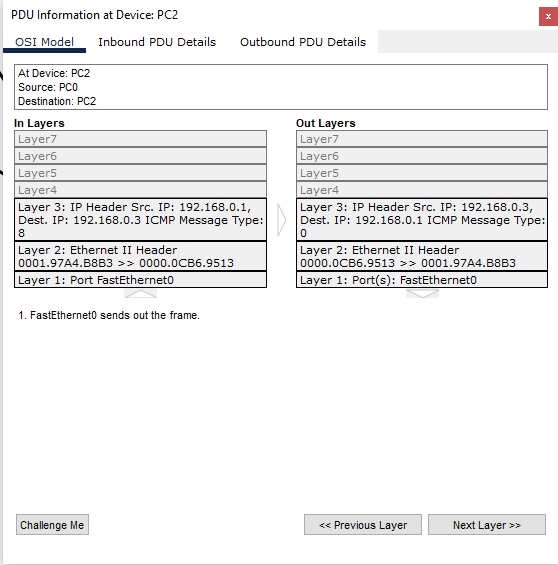 PDU Information at Device: PC2
x
OSI Model Inbound PDU Details Outbound PDU Details
At Device: PC2
Source: PC0
Destination: PC2
In Layers
Layer7
Layer6
Layer5
Layer4
Layer 3: IP Header Src. IP: 192.168.0.1,
Dest. IP: 192.168.0.3 ICMP Message Type:
8
Layer 2: Ethernet II Header
0001.97A4.B8B3 >> 0000.0CB6.9513
Layer 1: Port FastEthernet0
Out Layers
Layer7
Layer6
Layer5
Layer4
Layer 3: IP Header Src. IP: 192.168.0.3,
Dest. IP: 192.168.0.1 ICMP Message Type:
0
Layer 2: Ethernet II Header
0000.0CB6.9513 >> 0001.97A4.B8B3
Layer 1: Port(s): FastEthernet0
1. FastEthernet0 sends out the frame.
Challenge Me
<< Previous Layer
Next Layer >>